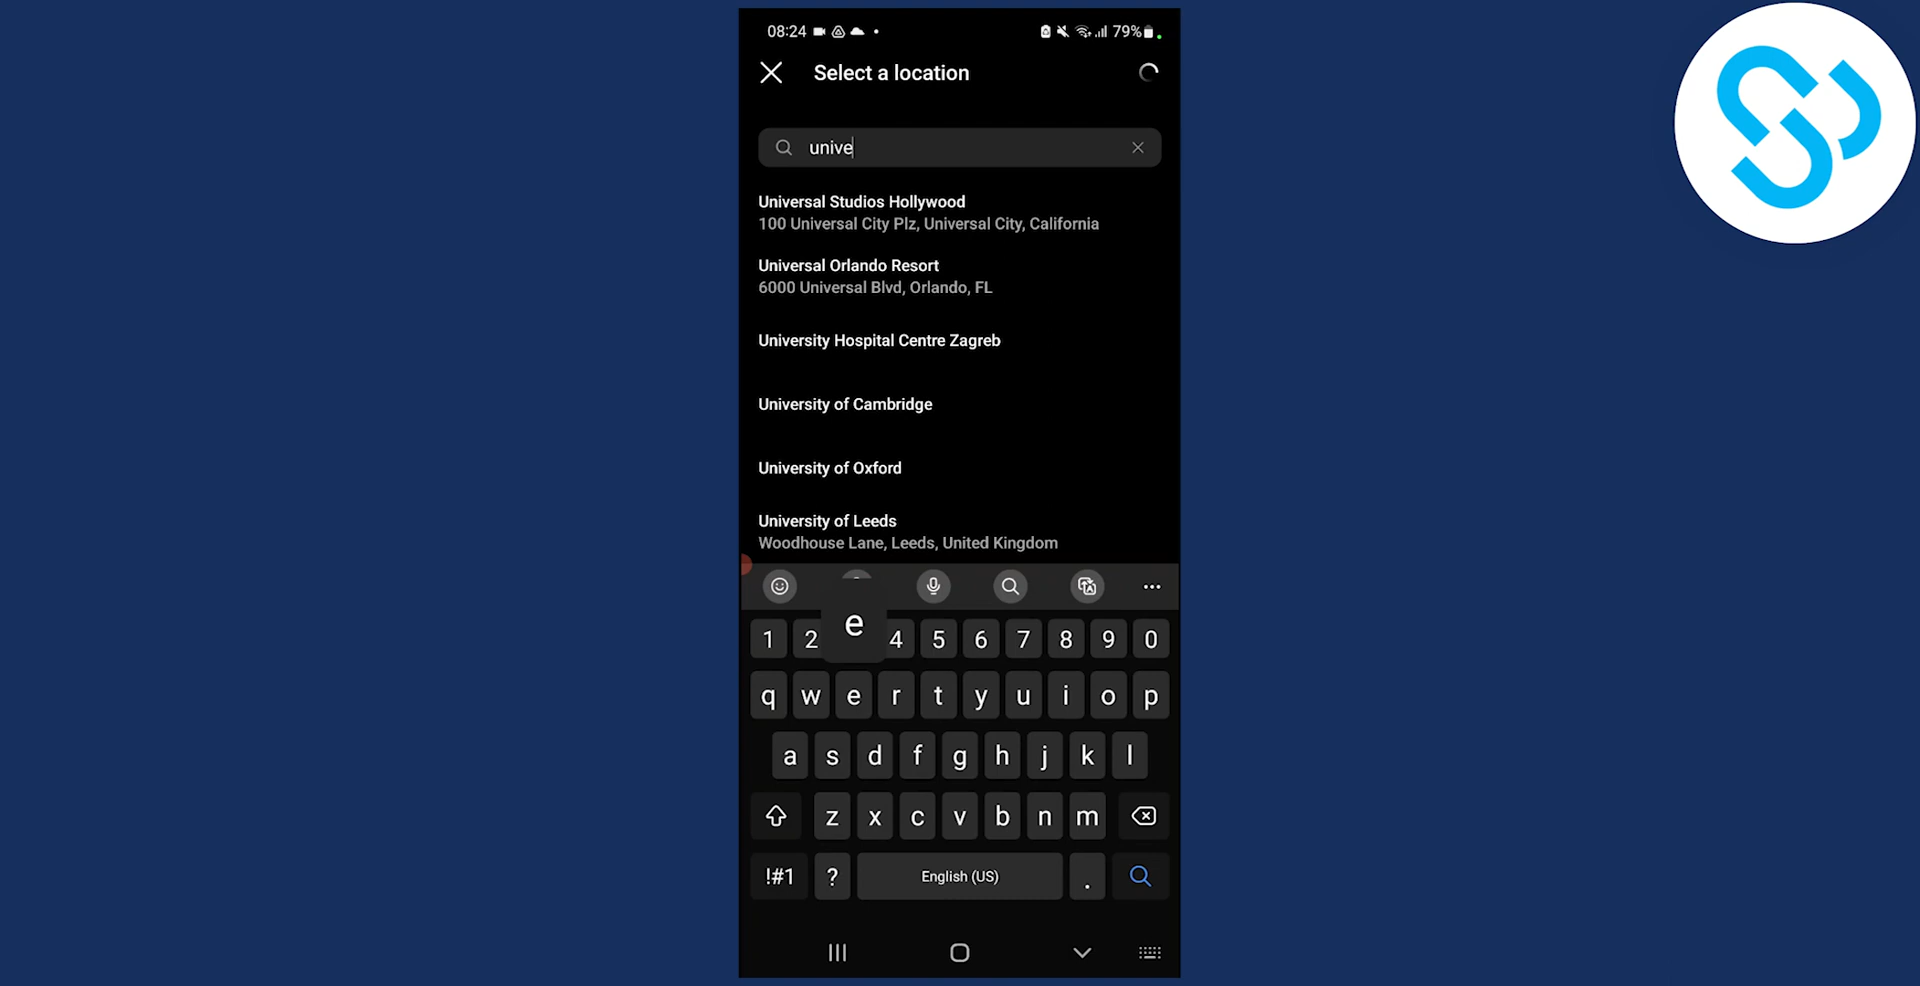 08:24 79%
Select a location
unive
Universal Studios Hollywood
100 Universal City Plz, Universal City, California
Universal Orlando Resort
6000 Universal Blvd, Orlando, FL
University Hospital Centre Zagreb
University of Cambridge
University of Oxford
University of Leeds
Woodhouse Lane, Leeds, United Kingdom
e
1 2 4 5 6 7 8 9 0
q w e r t y u i o p
a s d f g h j k l
z x c v b n m
!#1 ? English (US) .